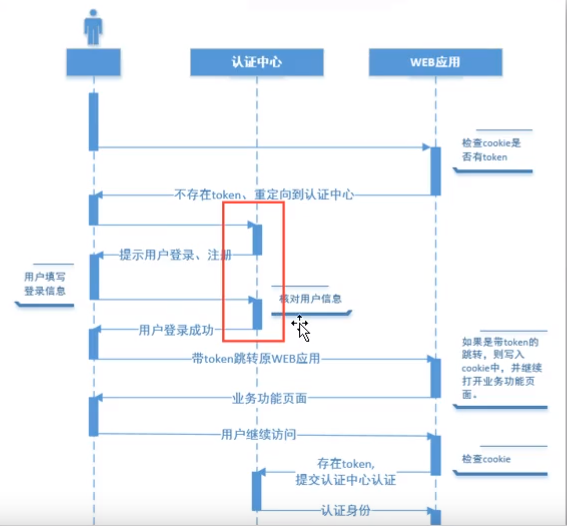 认证中心
WEB应用
检查cookie是
否有token
不存在token、重定向到认证中心
提示用户登录、注册
用户填写
登录信息
核对用户信息
用户登录成功
带token跳转原WEB应用
如果是带token的
跳转，则写入
cookie中，并继续
打开业务功能页
面。
业务功能页面
用户继续访问
存在token,
提交认证中心认证
检查cookie
认证身份